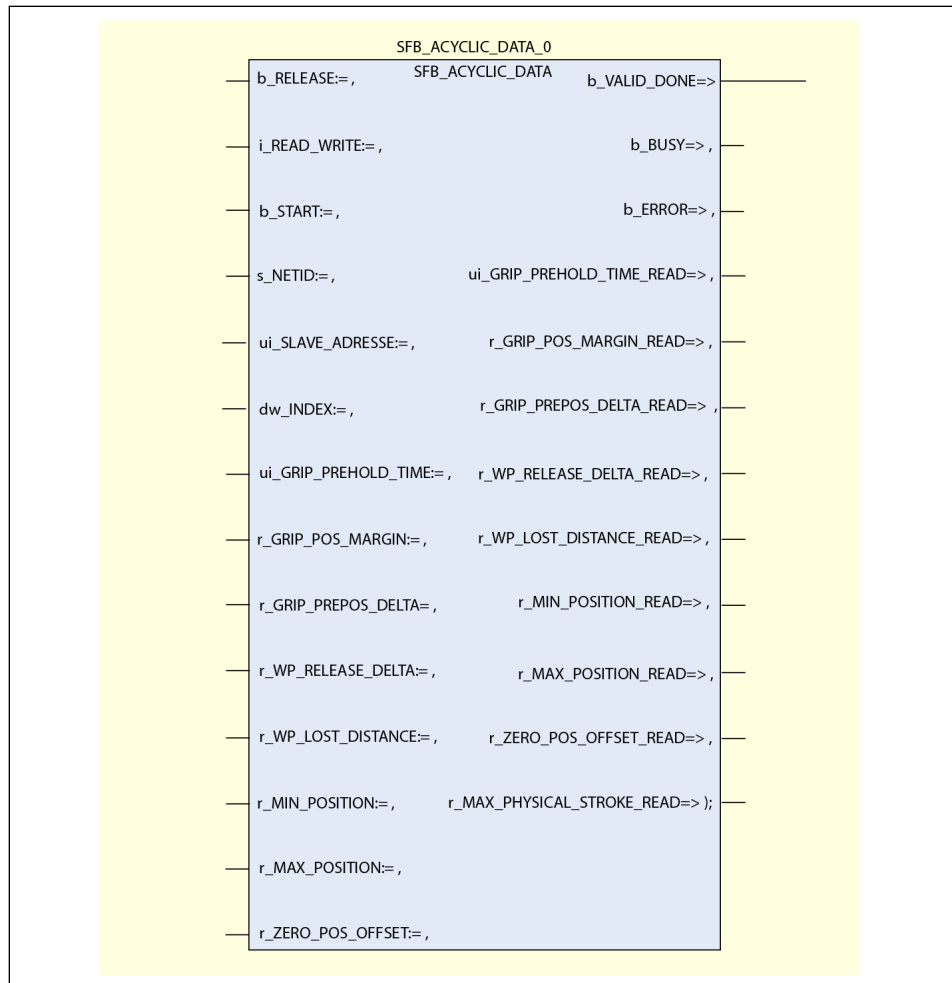 SFB_ACYCLIC_DATA_0
SFB_ACYCLIC_DATA
b_RELEASE:= , b_VALID_DONE=>
i_READ_WRITE:= , b_BUSY=> ,
b_START:= , b_ERROR=> ,
s_NETID:= , ui_GRIP_PREHOLD_TIME_READ=> ,
ui_SLAVE_ADRESSE:= , r_GRIP_POS_MARGIN_READ=> ,
dw_INDEX:= , r_GRIP_PREPOS_DELTA_READ=> ,
ui_GRIP_PREHOLD_TIME:= , r_WP_RELEASE_DELTA_READ=> ,
r_GRIP_POS_MARGIN:= , r_WP_LOST_DISTANCE_READ=> ,
r_GRIP_PREPOS_DELTA= , r_MIN_POSITION_READ=> ,
r_WP_RELEASE_DELTA:= , r_MAX_POSITION_READ=> ,
r_WP_LOST_DISTANCE:= , r_ZERO_POS_OFFSET_READ=> ,
r_MIN_POSITION:= , r_MAX_PHYSICAL_STROKE_READ=> );
r_MAX_POSITION:= ,
r_ZERO_POS_OFFSET:= ,